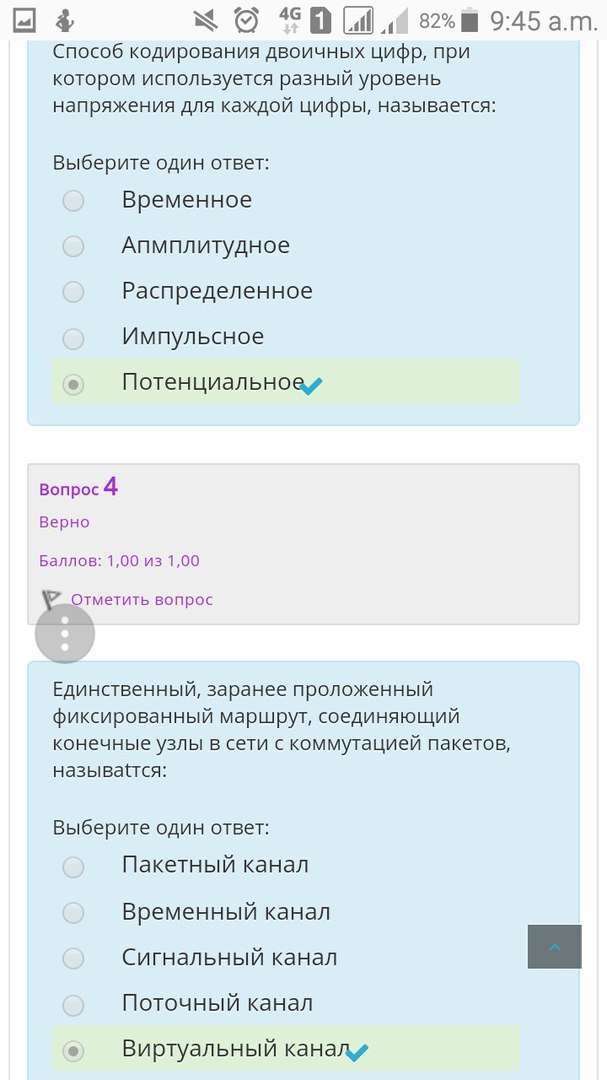 4G 1 82% 9:45 a.m.
Способ кодирования двоичных цифр, при
котором используется разный уровень
напряжения для каждой цифры, называется:
Выберите один ответ:
Временное
Апмплитудное
Распределенное
Импульсное
Потенциальное
Вопрос 4
Верно
Баллов: 1,00 из 1,00
Отметить вопрос
Единственный, заранее проложенный
фиксированный маршрут, соединяющий
конечные узлы в сети с коммутацией пакетов,
называtтся:
Выберите один ответ:
Пакетный канал
Временный канал
Сигнальный канал
Поточный канал
Виртуальный канал